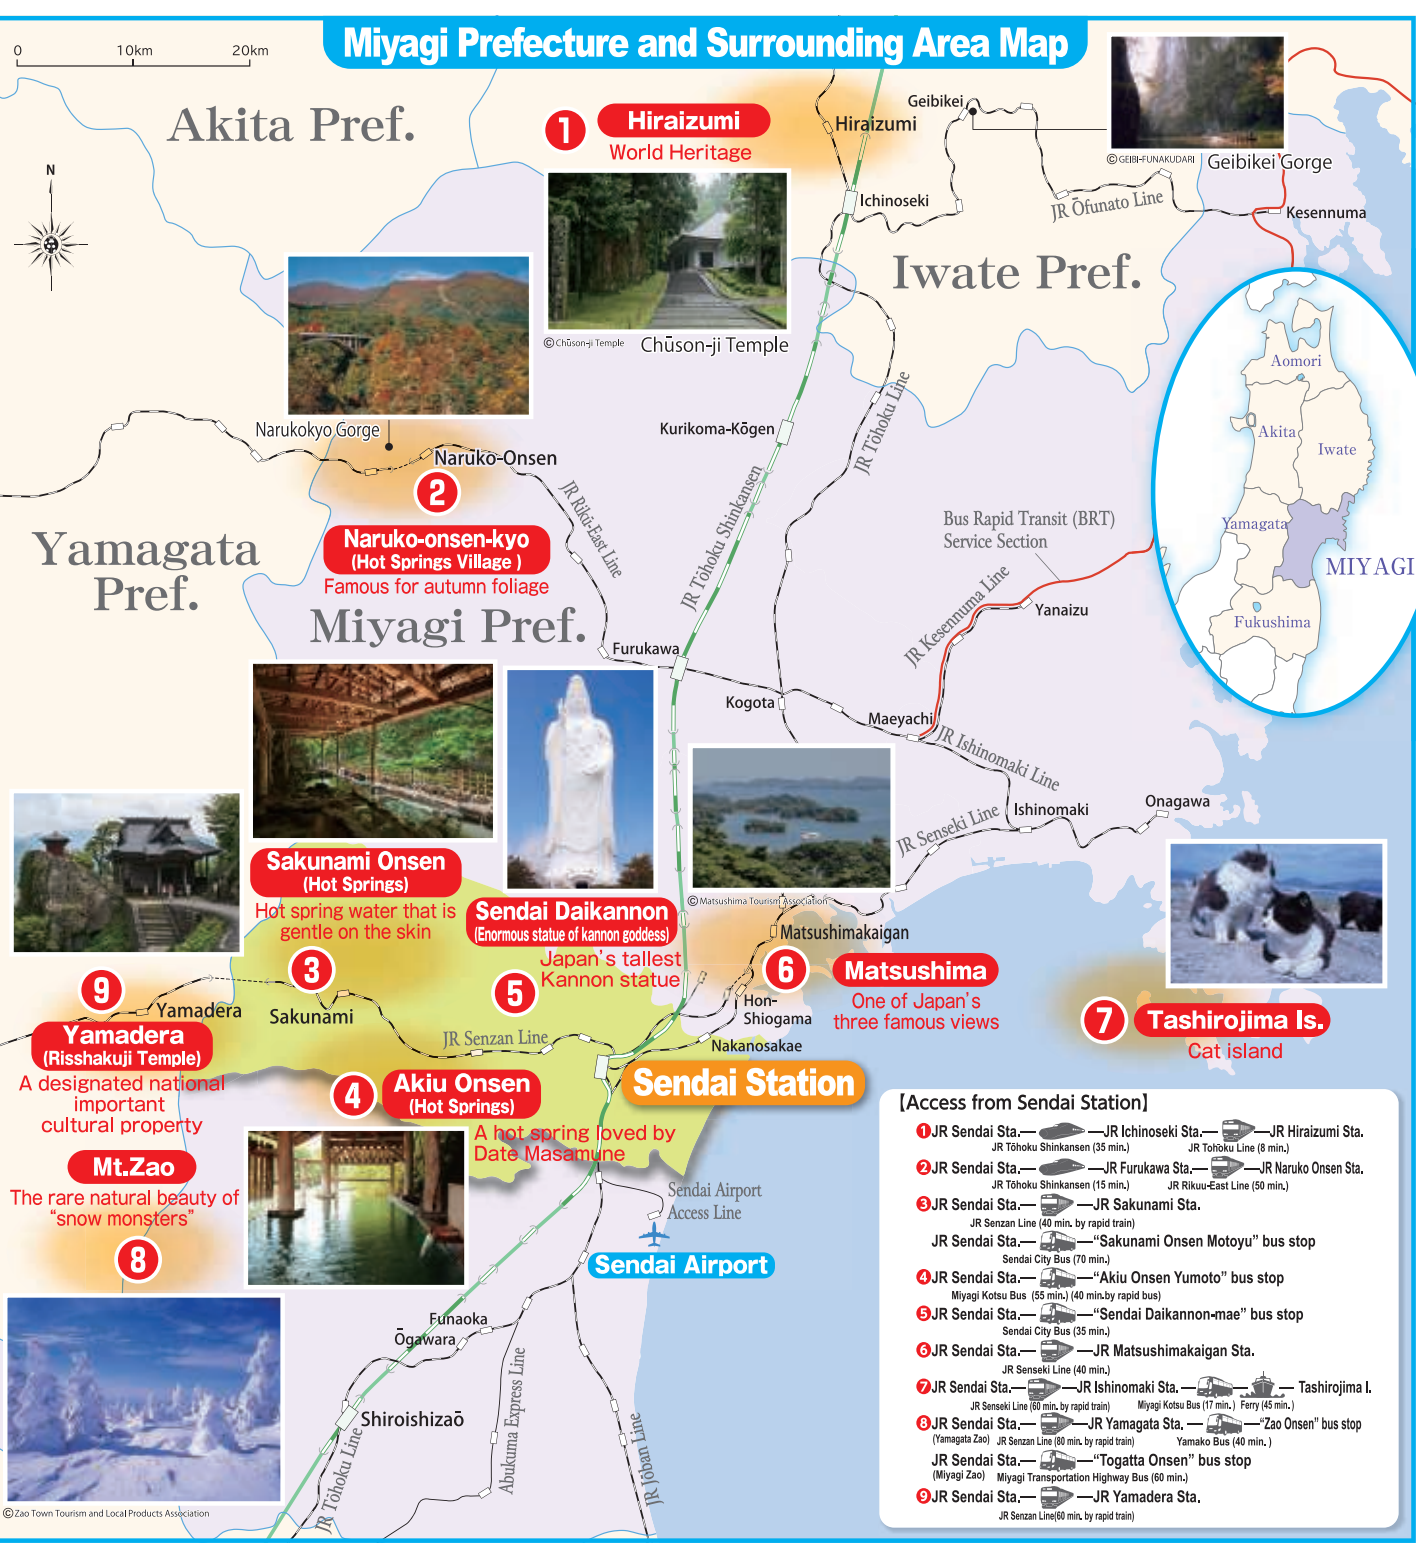 Miyagi Prefecture and Surrounding Area Map
0 10km 20km
N
Akita Pref.
Iwate Pref.
Yamagata
Pref.
Miyagi Pref.
1 Hiraizumi
World Heritage
Hiraizumi
Geibikei
© GEIBI-FUNAKUDARI
Geibikei Gorge
Ichinoseki
JR Ōfunato Line
Kesennuma
© Chūson-ji Temple
Chūson-ji Temple
Narukokyo Gorge
Naruko-Onsen
2
Naruko-onsen-kyo
(Hot Springs Village )
Famous for autumn foliage
Kurikoma-Kōgen
JR Tōhoku Line
JR Tōhoku Shinkansen
JR Rikū-East Line
Bus Rapid Transit (BRT)
Service Section
JR Kesennuma Line
Yanaizu
Furukawa
Kogota
Maeyachi
JR Ishinomaki Line
Ishinomaki
Onagawa
JR Senseki Line
Aomori
Akita
Iwate
Yamagata
MIYAGI
Fukushima
Sakunami Onsen
(Hot Springs)
Hot spring water that is
gentle on the skin
3
Sendai Daikannon
(Enormous statue of kannon goddess)
Japan's tallest
Kannon statue
5
© Matsushima Tourism Association
Matsushimakaigan
6
Matsushima
One of Japan's
three famous views
Hon-
Shiogama
Nakanosakae
7 Tashirojima Is.
Cat island
9
Yamadera
Sakunami
Yamadera
(Risshakuji Temple)
A designated national
important
cultural property
JR Senzan Line
4
Akiu Onsen
(Hot Springs)
A hot spring loved by
Date Masamune
Sendai Station
Mt.Zao
The rare natural beauty of
“snow monsters”
8
© Zao Town Tourism and Local Products Association
Sendai Airport
Access Line
Sendai Airport
Funaoka
Ōgawara
Shiroishizaō
JR Tōhoku Line
Abukuma Express Line
JR Jōban Line
【Access from Sendai Station】
1 JR Sendai Sta. JR Ichinoseki Sta. JR Hiraizumi Sta.
JR Tōhoku Shinkansen (35 min.) JR Tohoku Line (8 min.)
2 JR Sendai Sta. JR Furukawa Sta. JR Naruko Onsen Sta.
JR Tōhoku Shinkansen (15 min.) JR Rikuu-East Line (50 min.)
3 JR Sendai Sta. JR Sakunami Sta.
JR Senzan Line (40 min. by rapid train)
JR Sendai Sta. “Sakunami Onsen Motoyu” bus stop
Sendai City Bus (70 min.)
4 JR Sendai Sta. “Akiu Onsen Yumoto” bus stop
Miyagi Kotsu Bus (55 min.) (40 min.by rapid bus)
5 JR Sendai Sta. “Sendai Daikannon-mae” bus stop
Sendai City Bus (35 min.)
6 JR Sendai Sta. JR Matsushimakaigan Sta.
JR Senseki Line (40 min.)
7 JR Sendai Sta. JR Ishinomaki Sta. Tashirojima I.
JR Senseki Line (60 min. by rapid train) Miyagi Kotsu Bus (17 min.) Ferry (45 min.)
8 JR Sendai Sta. JR Yamagata Sta. “Zao Onsen” bus stop
(Yamagata Zao) JR Senzan Line (80 min. by rapid train) Yamako Bus (40 min. )
JR Sendai Sta. “Togatta Onsen” bus stop
(Miyagi Zao) Miyagi Transportation Highway Bus (60 min.)
9 JR Sendai Sta. JR Yamadera Sta.
JR Senzan Line(60 min. by rapid train)